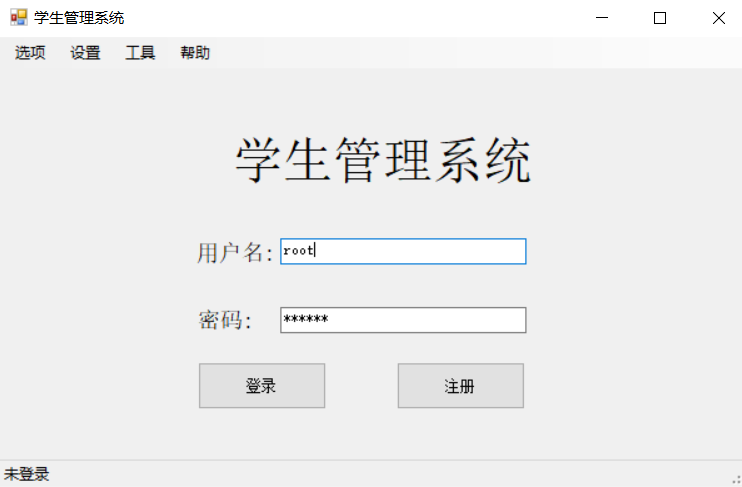 学生管理系统
选项 设置 工具 帮助
学生管理系统
用户名: root
密码: ******
登录 注册
未登录